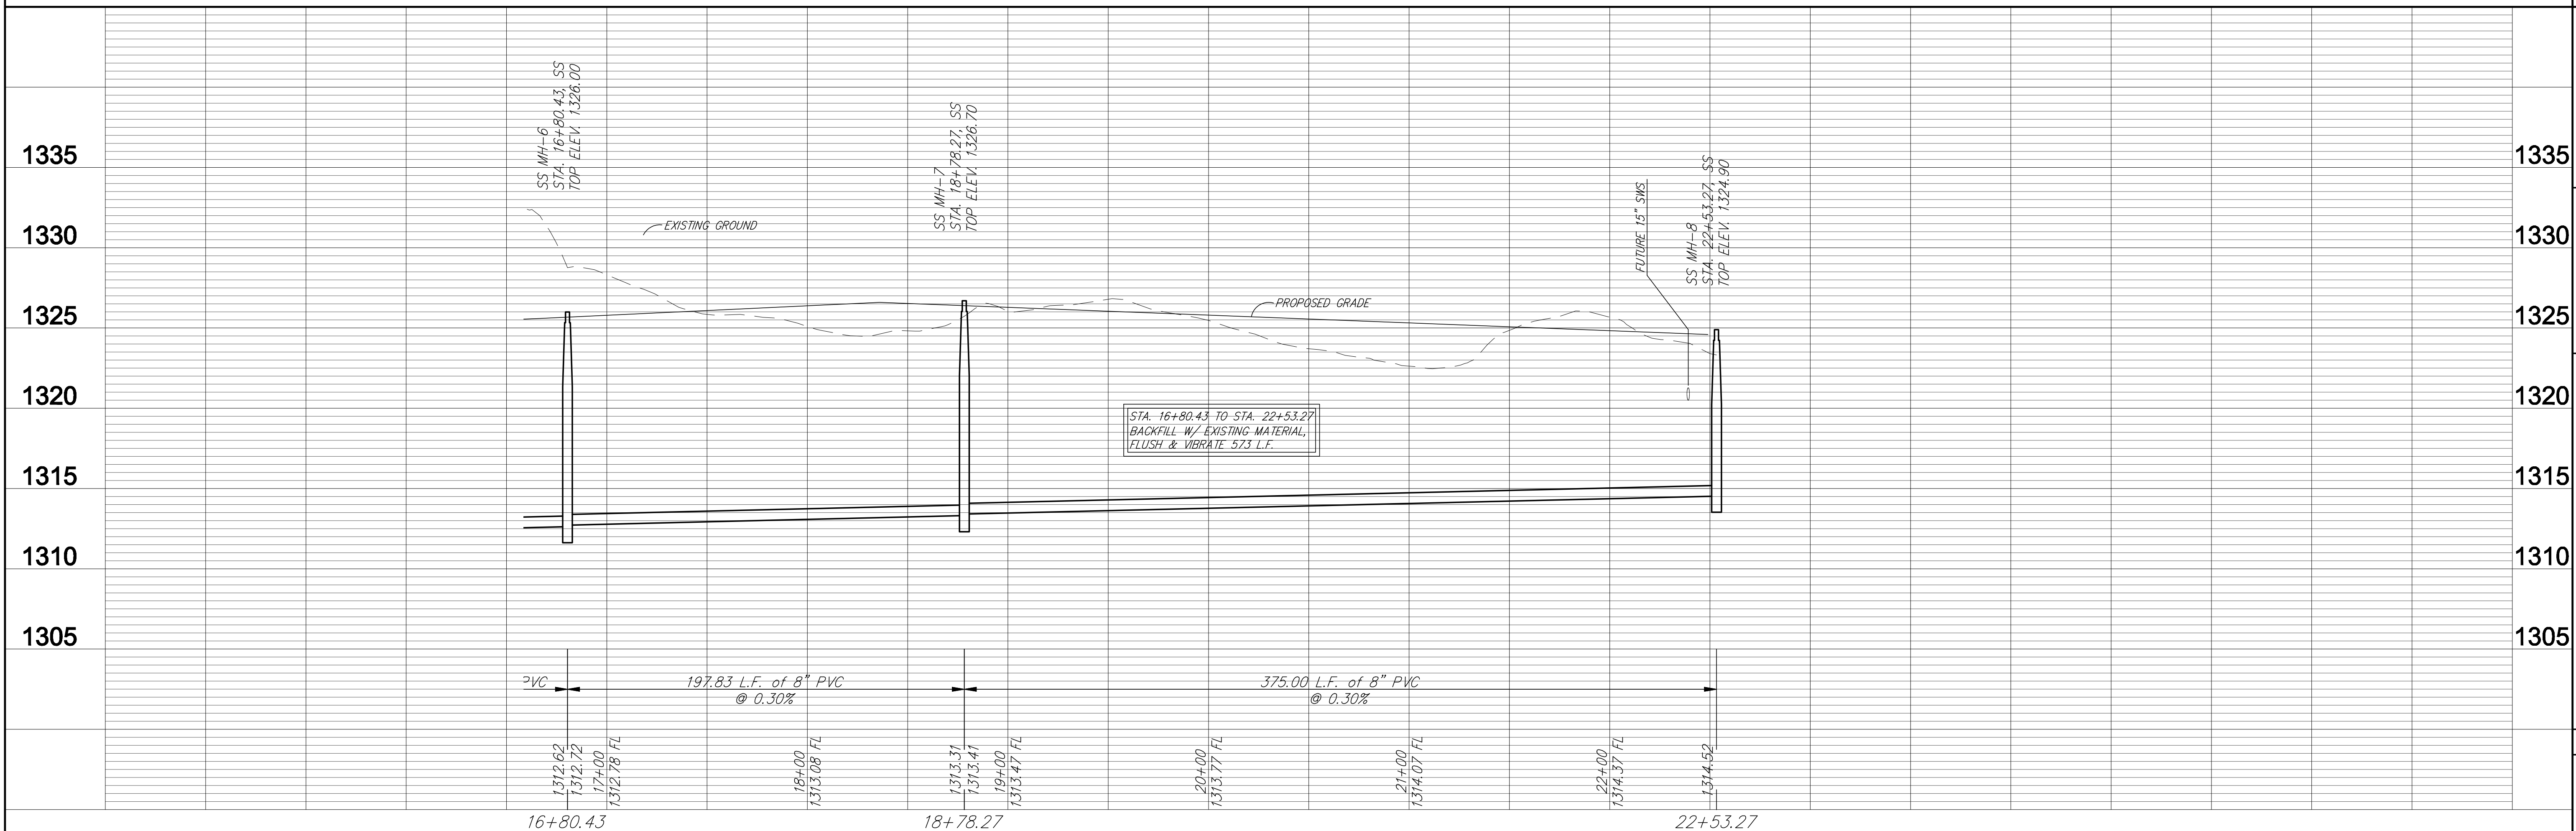 SS MH-6
STA. 16+80.43, SS
TOP ELEV. 1326.00
SS MH-7
STA. 18+78.27, SS
TOP ELEV. 1326.70
FUTURE 15" SWS
SS MH-8
STA. 22+53.27, SS
TOP ELEV. 1324.90
1335
1335
EXISTING GROUND
1330
1330
PROPOSED GRADE
1325
1325
1320
1320
STA. 16+80.43 TO STA. 22+53.27
BACKFILL W/ EXISTING MATERIAL,
FLUSH & VIBRATE 573 L.F.
1315
1315
1310
1310
1305
1305
PVC
197.83 L.F. of 8" PVC
@ 0.30%
375.00 L.F. of 8" PVC
@ 0.30%
1312.62
1312.72
17+00
1312.78 FL
18+00
1313.08 FL
1313.31
1313.41
19+00
1313.47 FL
20+00
1313.77 FL
21+00
1314.07 FL
22+00
1314.37 FL
1314.52
16+80.43
18+78.27
22+53.27